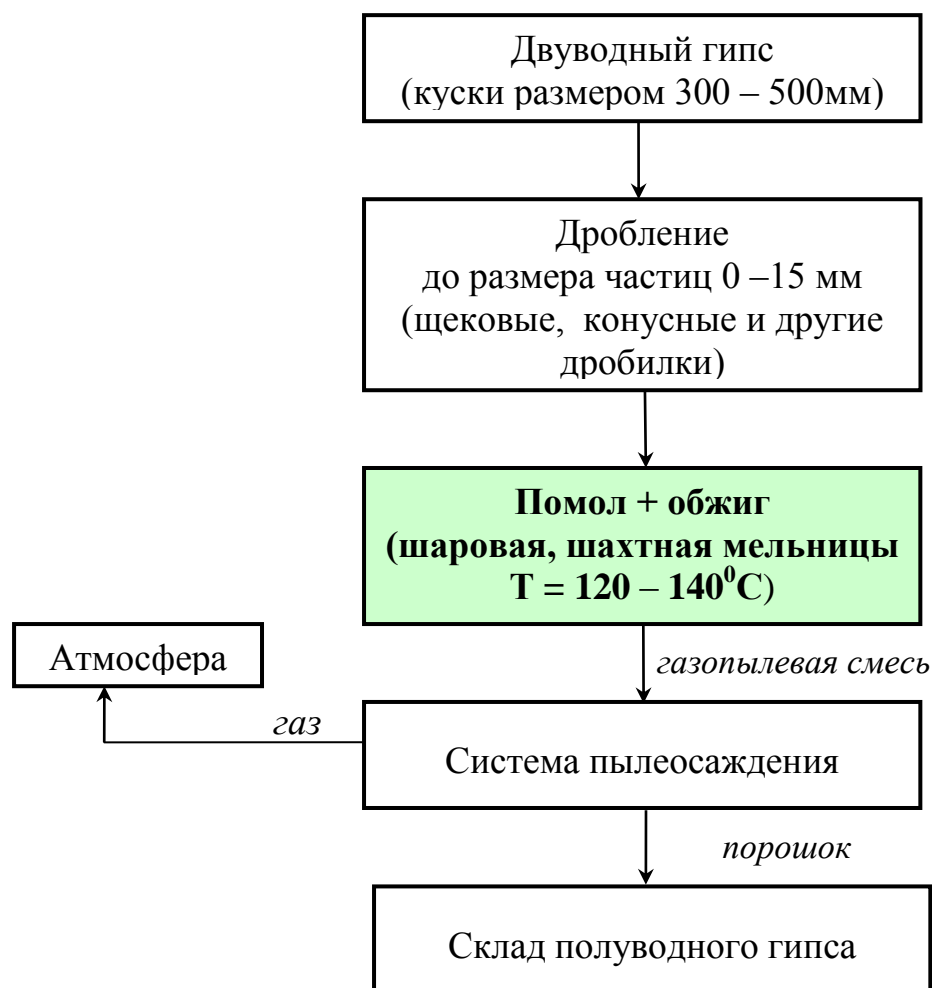 Двуводный гипс
(куски размером 300 – 500мм)
Дробление
до размера частиц 0 –15 мм
(щековые, конусные и другие
дробилки)
Помол + обжиг
(шаровая, шахтная мельницы
Т = 120 – 140⁰С)
газопылевая смесь
Атмосфера
газ
Система пылеосаждения
порошок
Склад полуводного гипса